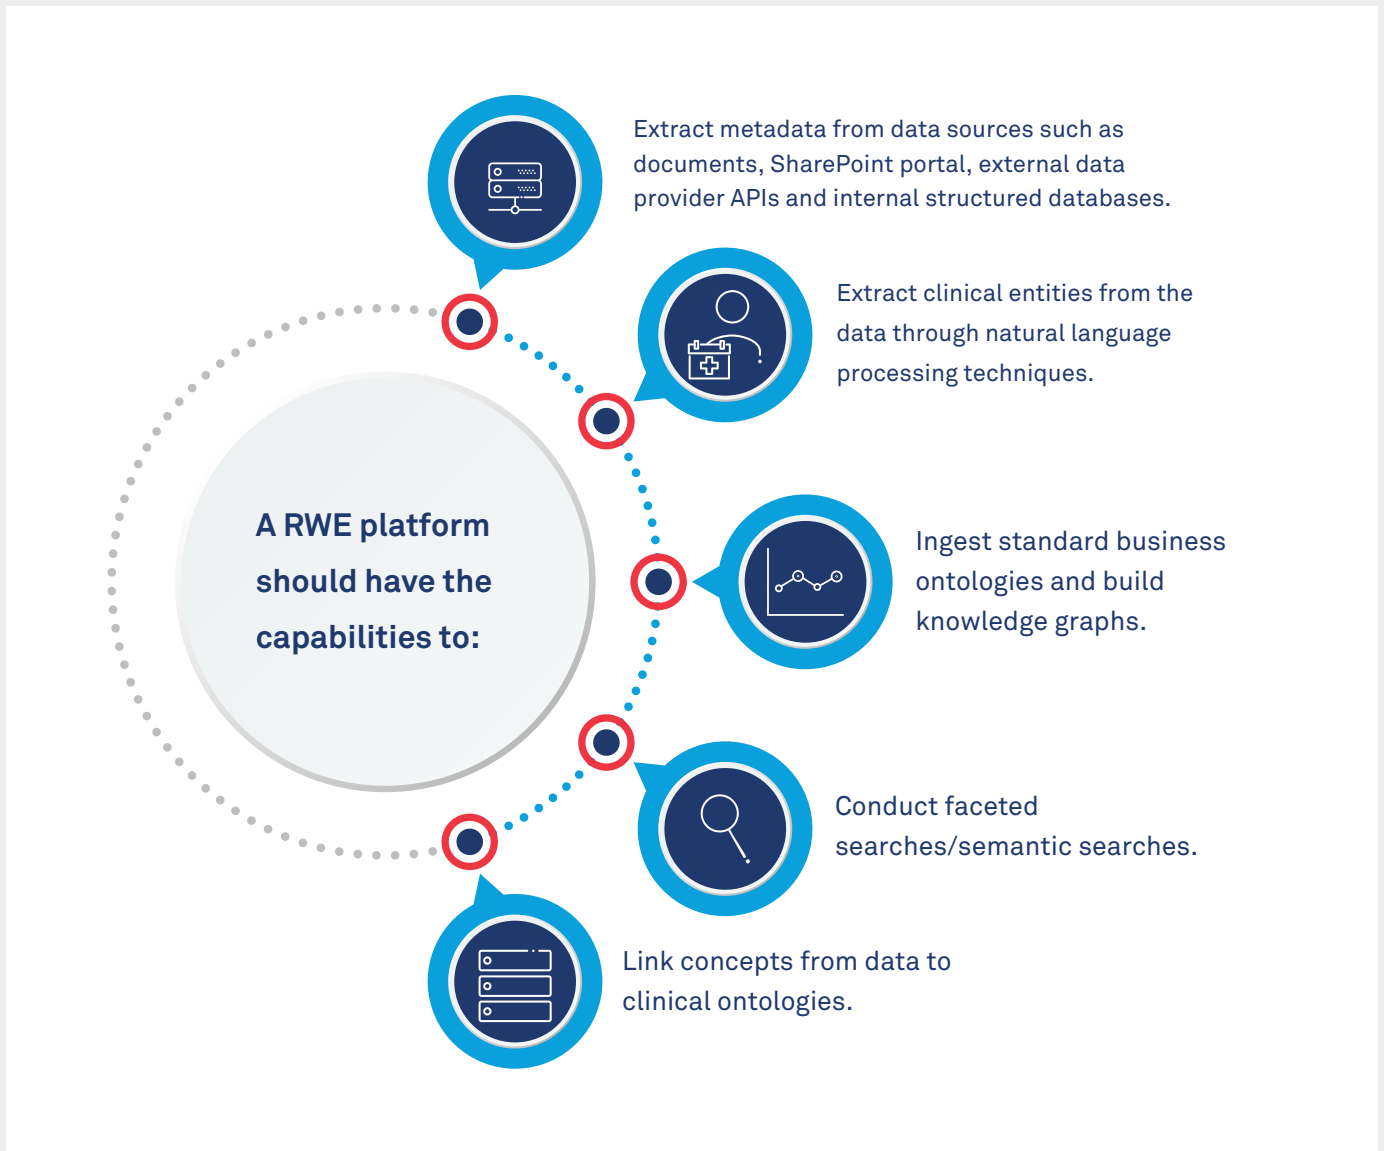 Extract metadata from data sources such as
documents, SharePoint portal, external data
provider APIs and internal structured databases.
Extract clinical entities from the
data through natural language
processing techniques.
A RWE platform
should have the
capabilities to:
Ingest standard business
ontologies and build
knowledge graphs.
Conduct faceted
searches/semantic searches.
Link concepts from data to
clinical ontologies.